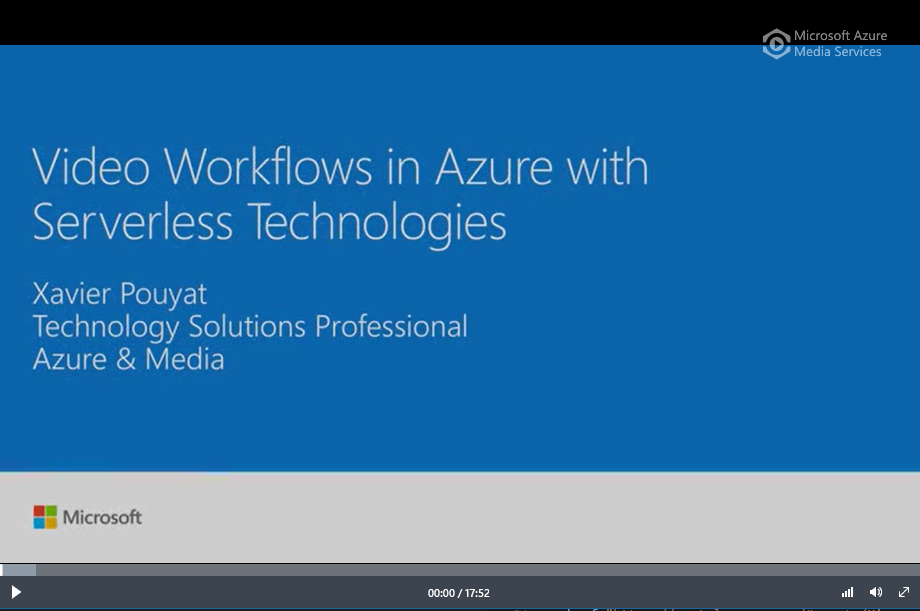 Microsoft Azure
Media Services
Video Workflows in Azure with
Serverless Technologies
Xavier Pouyat
Technology Solutions Professional
Azure & Media
Microsoft
00:00 / 17:52